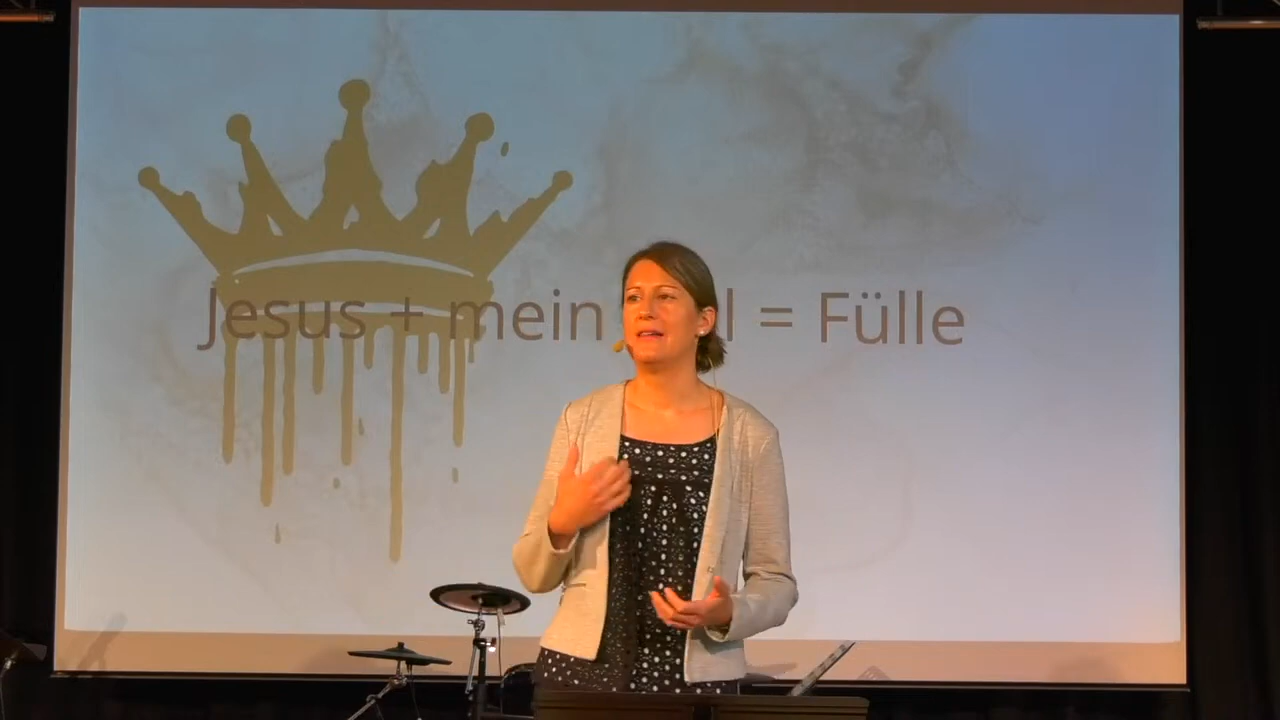 Jesus + mein l = Fülle